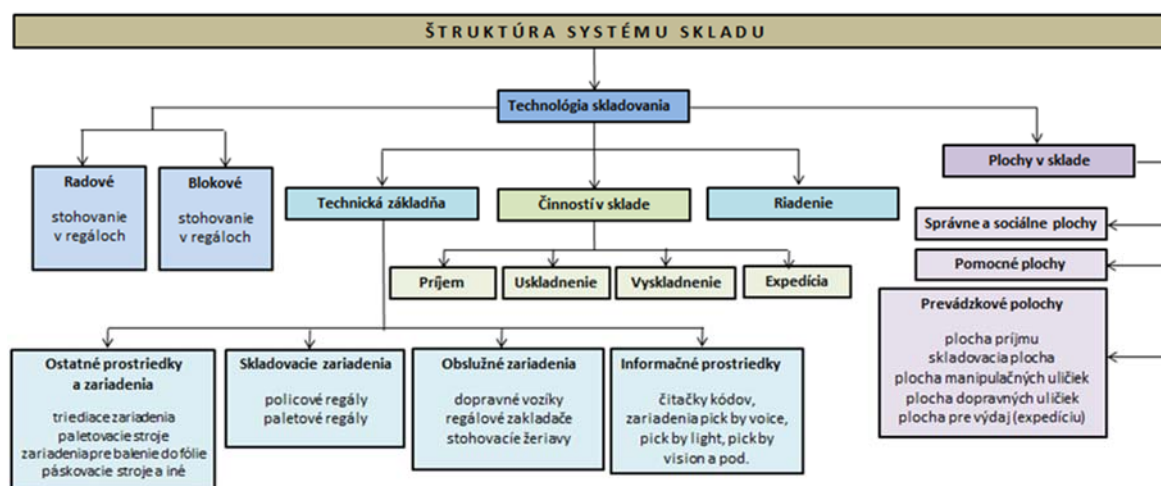 ŠTRUKTÚRA SYSTÉMU SKLADU
Technológia skladovania
Radové
stohovanie
v regáloch
Blokové
stohovanie
v regáloch
Technická základňa
Činností v sklade
Riadenie
Plochy v sklade
Správne a sociálne plochy
Pomocné plochy
Prevádzkové polochy
plocha príjmu
skladovacia plocha
plocha manipulačných uličiek
plocha dopravných uličiek
plocha pre výdaj (expedíciu)
Príjem
Uskladnenie
Vyskladnenie
Expedícia
Ostatné prostriedky
a zariadenia
triediace zariadenia
paletovacie stroje
zariadenia pre balenie do fólie
páskovacie stroje a iné
Skladovacie zariadenia
policové regály
paletové regály
Obslužné zariadenia
dopravné vozíky
regálové zakladače
stohovacíe žeriavy
Informačné prostriedky
čítačky kódov,
zariadenia pick by voice,
pick by light, pick by
vision a pod.